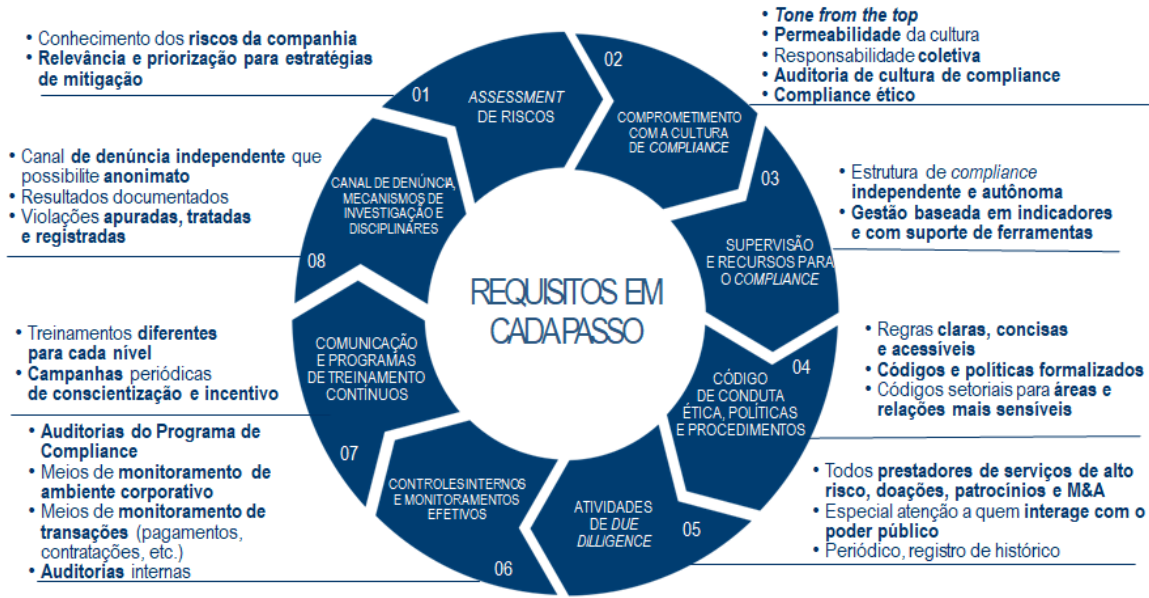 REQUISITOS EM
CADA PASSO
01
ASSESSMENT
DE RISCOS
• Conhecimento dos riscos da companhia
• Relevância e priorização para estratégias
de mitigação
02
COMPROMETIMENTO
COM A CULTURA
DE COMPLIANCE
• Tone from the top
• Permeabilidade da cultura
• Responsabilidade coletiva
• Auditoria de cultura de compliance
• Compliance ético
03
SUPERVISÃO
E RECURSOS PARA
O COMPLIANCE
• Estrutura de compliance
independente e autônoma
• Gestão baseada em indicadores
e com suporte de ferramentas
04
CÓDIGO
DE CONDUTA
ÉTICA, POLÍTICAS
E PROCEDIMENTOS
• Regras claras, concisas
e acessíveis
• Códigos e políticas formalizados
• Códigos setoriais para áreas e
relações mais sensíveis
05
ATIVIDADES
DE DUE
DILLIGENCE
• Todos prestadores de serviços de alto
risco, doações, patrocínios e M&A
• Especial atenção a quem interage com o
poder público
• Periódico, registro de histórico
06
CONTROLES INTERNOS
E MONITORAMENTOS
EFETIVOS
• Auditorias do Programa de
Compliance
• Meios de monitoramento de
ambiente corporativo
• Meios de monitoramento de
transações (pagamentos,
contratações, etc.)
• Auditorias internas
07
COMUNICAÇÃO
E PROGRAMAS
DE TREINAMENTO
CONTÍNUOS
• Treinamentos diferentes
para cada nível
• Campanhas periódicas
de conscientização e incentivo
08
CANAL DE DENÚNCIA,
MECANISMOS DE
INVESTIGAÇÃO E
DISCIPLINARES
• Canal de denúncia independente que
possibilite anonimato
• Resultados documentados
• Violações apuradas, tratadas
e registradas